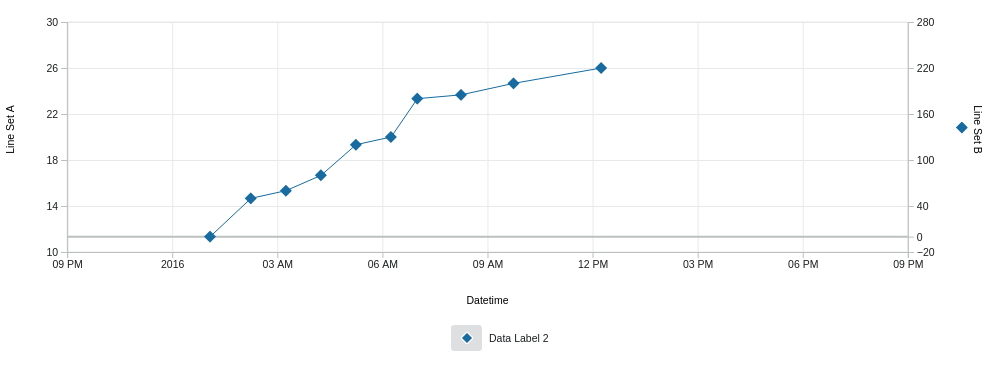 30
26
22
18
14
10
Line Set A
280
220
160
100
40
0
−20
Line Set B
09 PM
2016
03 AM
06 AM
09 AM
12 PM
03 PM
06 PM
09 PM
Datetime
Data Label 2